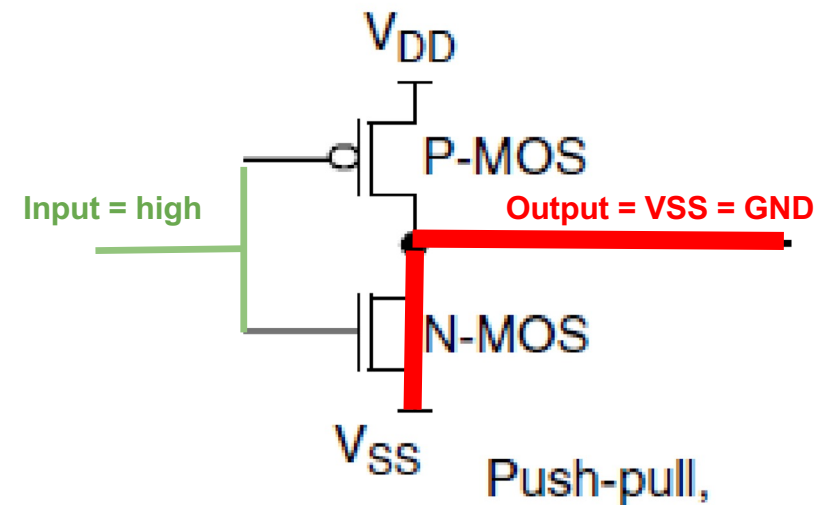 VDD
P-MOS
Input = high
Output = VSS = GND
N-MOS
VSS
Push-pull,